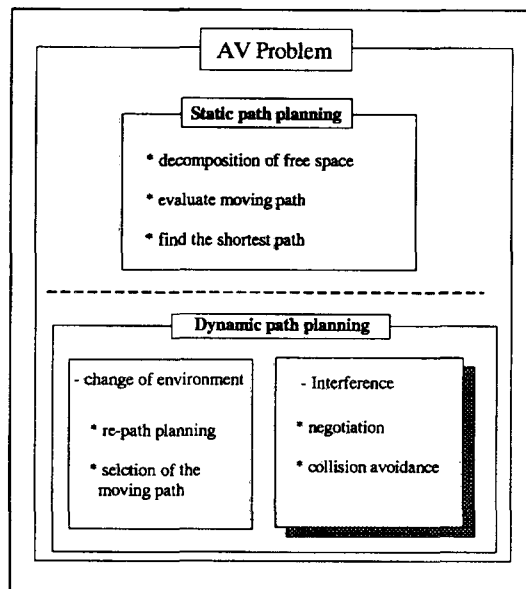 AV Problem
Static path planning
* decomposition of free space
* evaluate moving path
* find the shortest path
Dynamic path planning
- change of environment
* re-path planning
* selction of the
moving path
- Interference
* negotiation
* collision avoidance